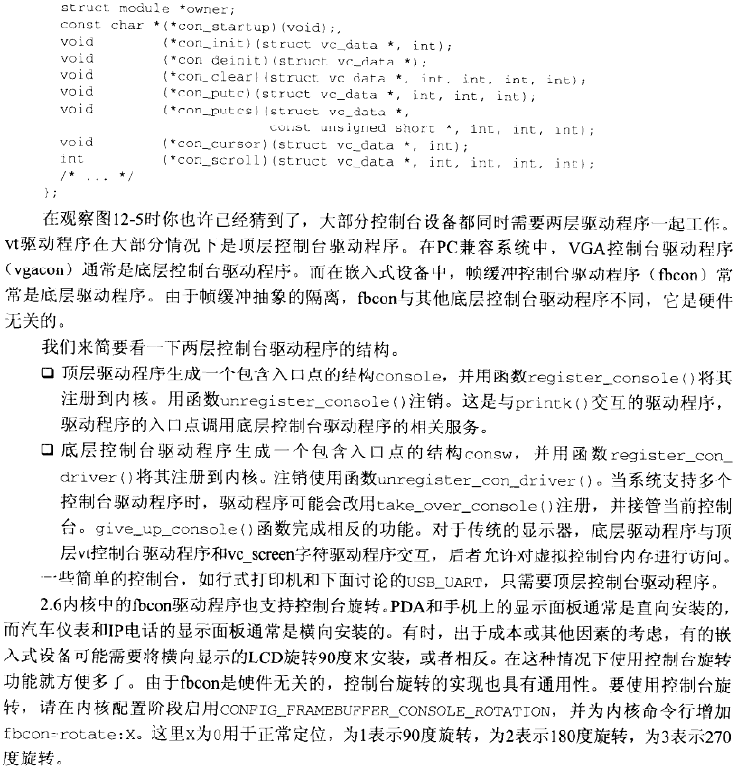 struct module *owner;
const char *(*con_startup)(void);,
void (*con_init)(struct vc_data *, int);
void (*con_deinit)(struct vc_data *);
void (*con_clear)(struct vc_data *, int, int, int, int);
void (*con_putc)(struct vc_data *, int, int, int);
void (*con_putcs)(struct vc_data *,
const unsigned short *, int, int, int);
void (*con_cursor)(struct vc_data *, int);
int (*con_scroll)(struct vc_data *, int, int, int, int);
/* ... */
};
在观察图12-5时你也许已经猜到了，大部分控制台设备都同时需要两层驱动程序一起工作。
vt驱动程序在大部分情况下是顶层控制台驱动程序。在PC兼容系统中，VGA控制台驱动程序
（vgacon）通常是底层控制台驱动程序。而在嵌入式设备中，帧缓冲控制台驱动程序（fbcon）常
常是底层驱动程序。由于帧缓冲抽象的隔离，fbcon与其他底层控制台驱动程序不同，它是硬件
无关的。
我们来简要看一下两层控制台驱动程序的结构。
❑ 顶层驱动程序生成一个包含入口点的结构console，并用函数register_console()将其
注册到内核。用函数unregister_console()注销。这是与printk()交互的驱动程序，
驱动程序的入口点调用底层控制台驱动程序的相关服务。
❑ 底层控制台驱动程序生成一个包含入口点的结构consw，并用函数register_con_
driver()将其注册到内核。注销使用函数unregister_con_driver()。当系统支持多个
控制台驱动程序时，驱动程序可能会改用take_over_console()注册，并接管当前控制
台。give_up_console()函数完成相反的功能。对于传统的显示器，底层驱动程序与顶
层vt控制台驱动程序和vc_screen字符驱动程序交互，后者允许对虚拟控制台内存进行访问。
一些简单的控制台，如行式打印机和下面讨论的USB_UART，只需要顶层控制台驱动程序。
2.6内核中的fbcon驱动程序也支持控制台旋转。PDA和手机上的显示面板通常是直向安装的，
而汽车仪表和IP电话的显示面板通常是横向安装的。有时，出于成本或其他因素的考虑，有的嵌
入式设备可能需要将横向显示的LCD旋转90度来安装，或者相反。在这种情况下使用控制台旋转
功能就方便多了。由于fbcon是硬件无关的，控制台旋转的实现也具有通用性。要使用控制台旋
转，请在内核配置阶段启用CONFIG_FRAMEBUFFER_CONSOLE_ROTATION，并为内核命令行增加
fbcon=rotate:X。这里X为0用于正常定位，为1表示90度旋转，为2表示180度旋转，为3表示270
度旋转。